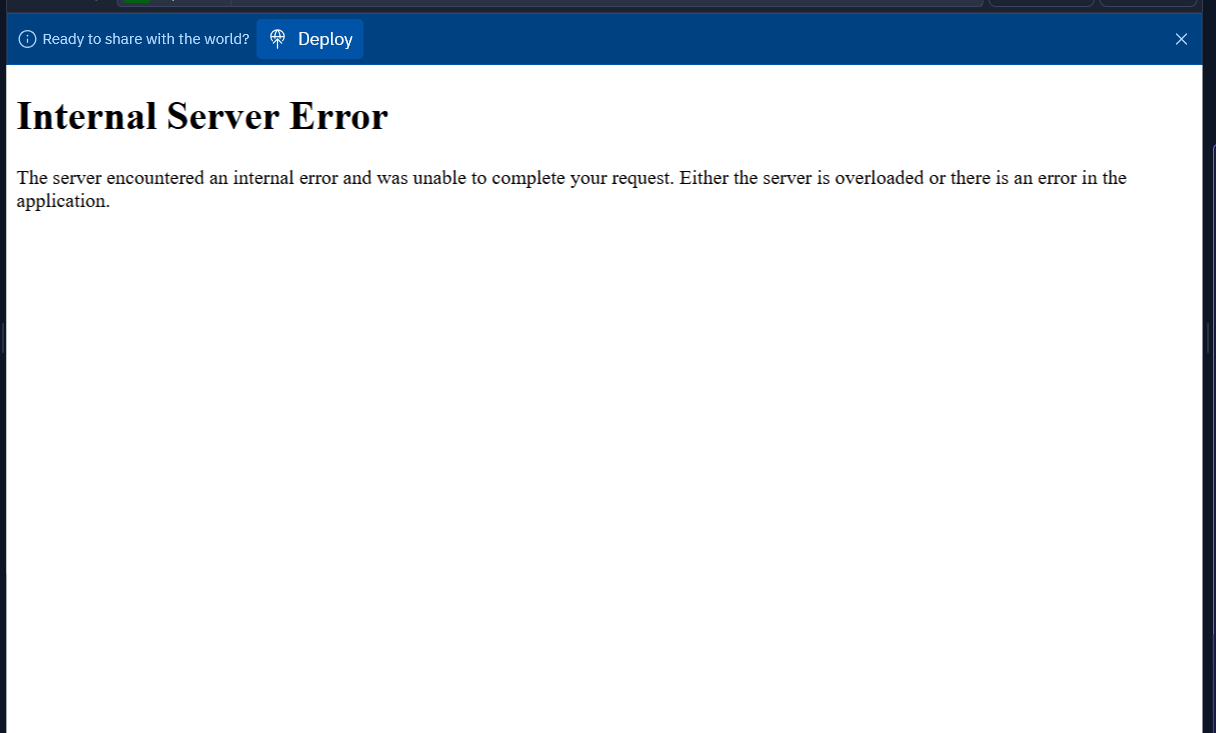 Ready to share with the world? Deploy
Internal Server Error
The server encountered an internal error and was unable to complete your request. Either the server is overloaded or there is an error in the
application.